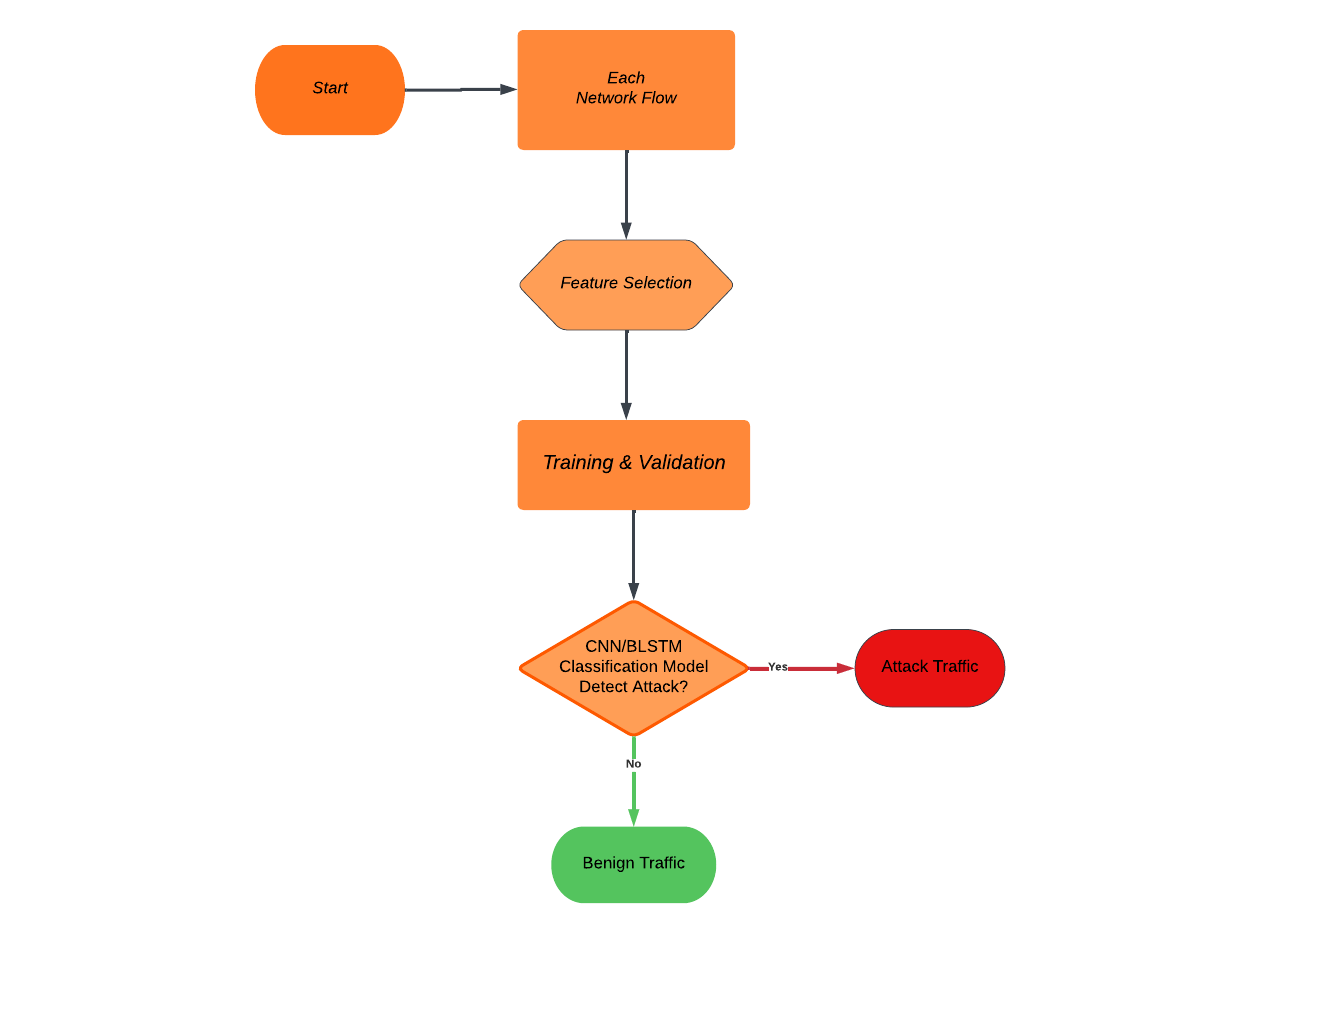 Start
Each
Network Flow
Feature Selection
Training & Validation
CNN/BLSTM
Classification Model
Detect Attack?
Yes
Attack Traffic
No
Benign Traffic